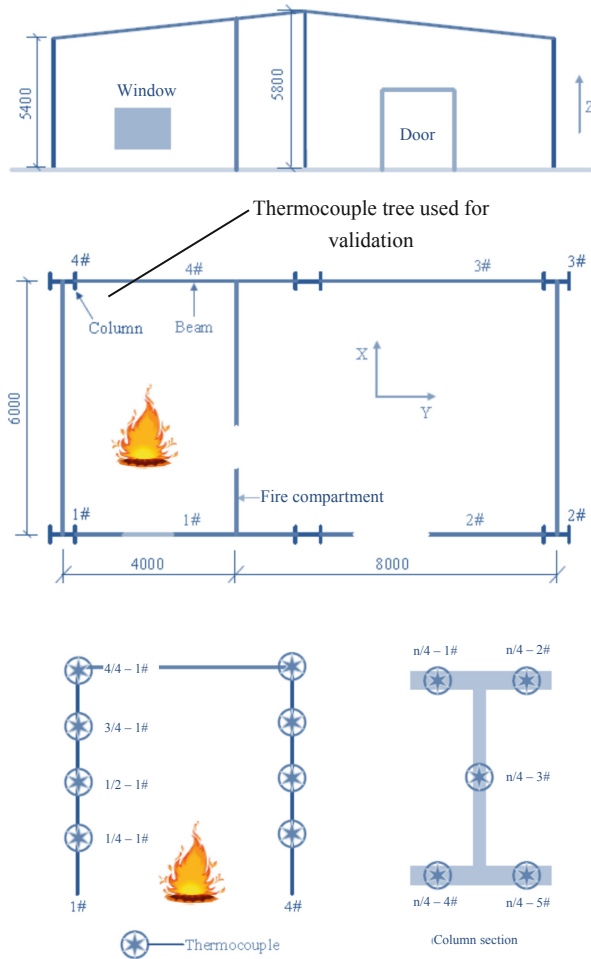 5400
Window
5800
Door
Z
Thermocouple tree used for
validation
4#
4#
3#
3#
Column
Beam
X
Y
6000
Fire compartment
1#
1#
2#
2#
4000
8000
4/4 – 1#
3/4 – 1#
1/2 – 1#
1/4 – 1#
1#
4#
Thermocouple
n/4 – 1#
n/4 – 2#
n/4 – 3#
n/4 – 4#
n/4 – 5#
Column section